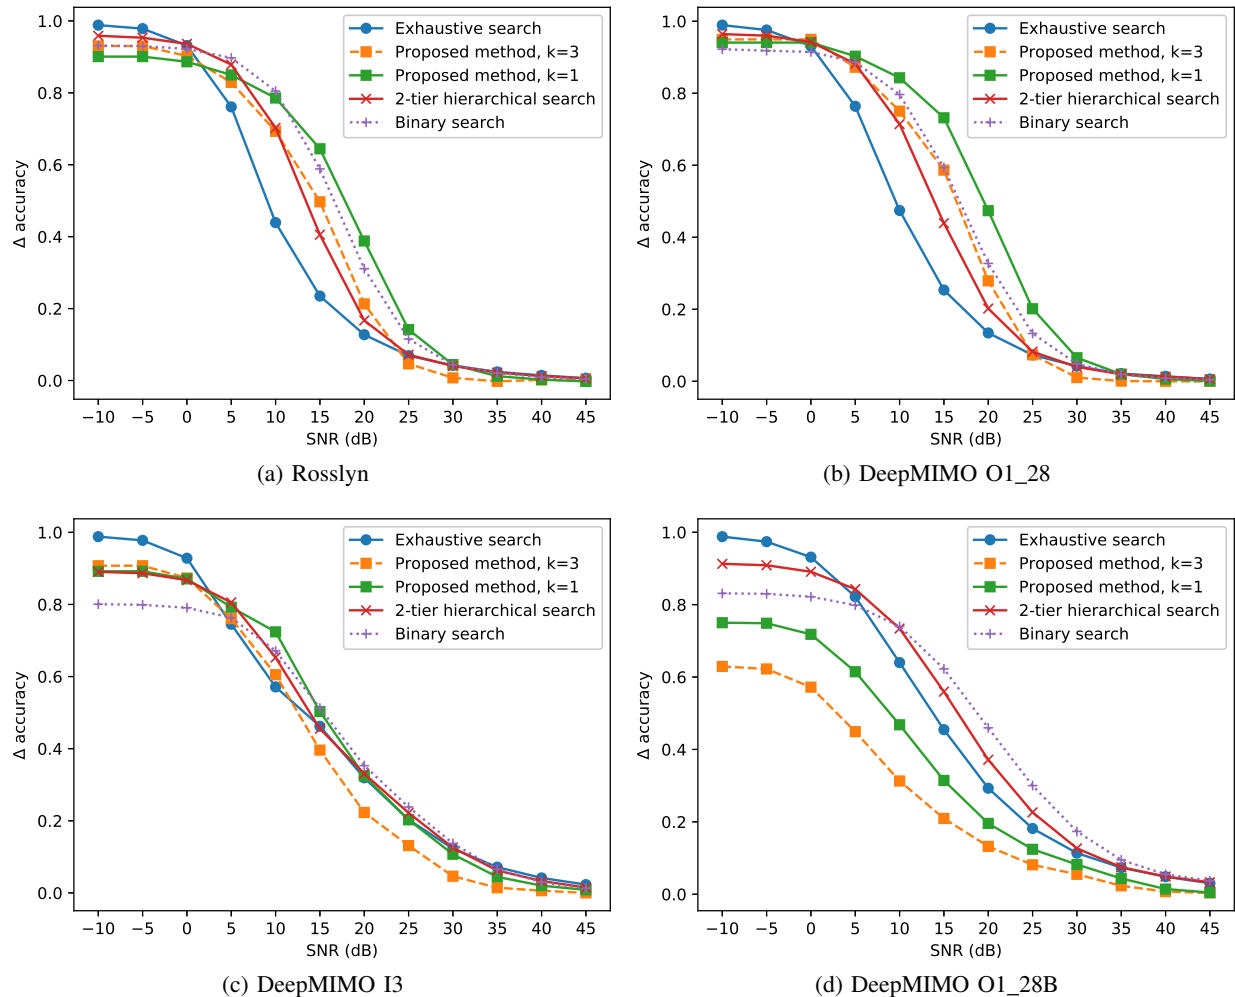 1.0
0.8
0.6
0.4
0.2
0.0
Δ accuracy
Exhaustive search
Proposed method, k=3
Proposed method, k=1
2-tier hierarchical search
Binary search
−10 −5 0 5 10 15 20 25 30 35 40 45
SNR (dB)
(a) Rosslyn
1.0
0.8
0.6
0.4
0.2
0.0
Δ accuracy
Exhaustive search
Proposed method, k=3
Proposed method, k=1
2-tier hierarchical search
Binary search
−10 −5 0 5 10 15 20 25 30 35 40 45
SNR (dB)
(b) DeepMIMO O1_28
1.0
0.8
0.6
0.4
0.2
0.0
Δ accuracy
Exhaustive search
Proposed method, k=3
Proposed method, k=1
2-tier hierarchical search
Binary search
−10 −5 0 5 10 15 20 25 30 35 40 45
SNR (dB)
(c) DeepMIMO I3
1.0
0.8
0.6
0.4
0.2
0.0
Δ accuracy
Exhaustive search
Proposed method, k=3
Proposed method, k=1
2-tier hierarchical search
Binary search
−10 −5 0 5 10 15 20 25 30 35 40 45
SNR (dB)
(d) DeepMIMO O1_28B